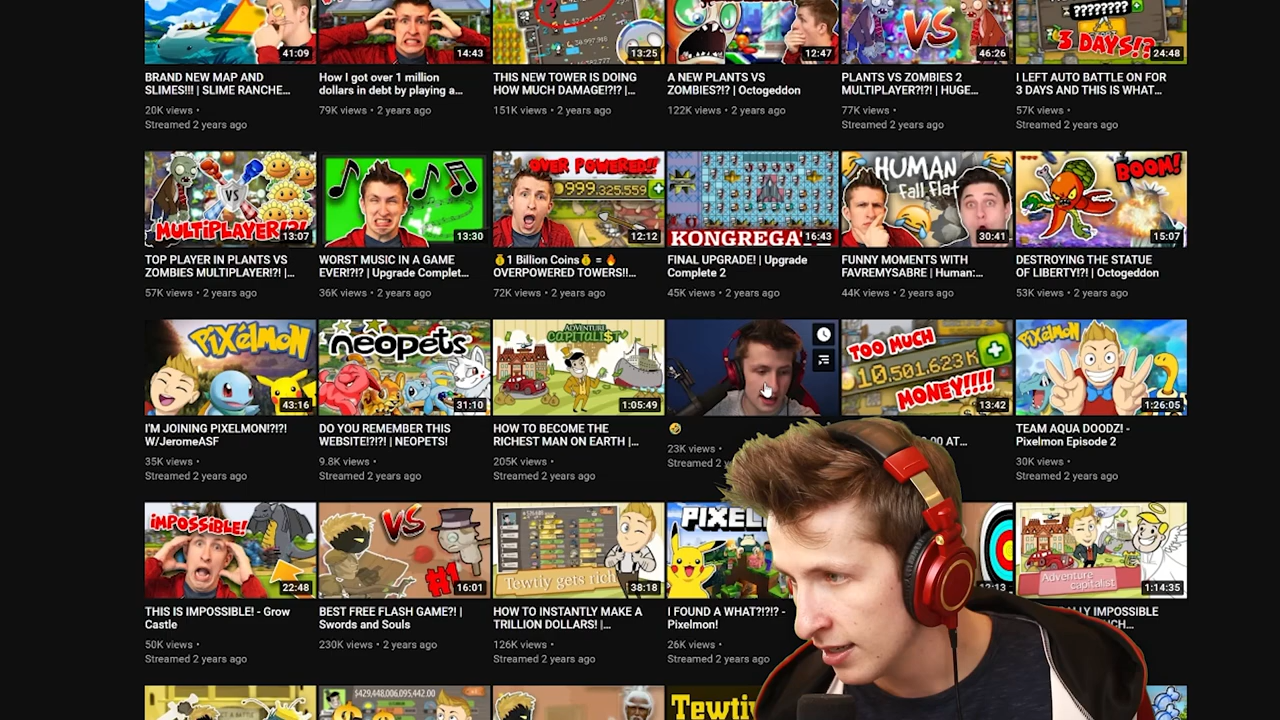 ???????? +
3 DAYS!?
VS
41:09
14:43
13:25
12:47
46:26
24:48
BRAND NEW MAP AND
SLIMES!!! | SLIME RANCHE...
How I got over 1 million
dollars in debt by playing a...
THIS NEW TOWER IS DOING
HOW MUCH DAMAGE!?!? |...
A NEW PLANTS VS
ZOMBIES?!? | Octogeddon
PLANTS VS ZOMBIES 2
MULTIPLAYER?!?! | HUGE...
I LEFT AUTO BATTLE ON FOR
3 DAYS AND THIS IS WHAT...
20K views •
Streamed 2 years ago
79K views • 2 years ago
151K views • 2 years ago
122K views • 2 years ago
77K views •
Streamed 2 years ago
57K views •
Streamed 2 years ago
VS
MULTIPLAYER!?!
13:07
13:30
OVER POWERED!!
999,325,559 +
12:12
KONGREGA
16:43
HUMAN
Fall Flat
30:41
BOOM!
15:07
TOP PLAYER IN PLANTS VS
ZOMBIES MULTIPLAYER!?! |...
WORST MUSIC IN A GAME
EVER!?!? | Upgrade Complet...
💰1 Billion Coins💰 = 🔥
OVERPOWERED TOWERS!!...
FINAL UPGRADE! | Upgrade
Complete 2
FUNNY MOMENTS WITH
FAVREMYSABRE | Human:...
DESTROYING THE STATUE
OF LIBERTY?!? | Octogeddon
57K views • 2 years ago
36K views • 2 years ago
72K views • 2 years ago
45K views • 2 years ago
44K views • 2 years ago
53K views • 2 years ago
PIXELMON
43:16
neopets
31:10
ADVENTURE
CAPITALI$T
1:05:49
TOO MUCH
10,501.623 K +
MONEY!!!!
13:42
PIXELMON
1:26:05
I'M JOINING PIXELMON!?!?!
W/JeromeASF
DO YOU REMEMBER THIS
WEBSITE!?!?! | NEOPETS!
HOW TO BECOME THE
RICHEST MAN ON EARTH |...
🤣
TEAM AQUA DOODZ! -
Pixelmon Episode 2
35K views •
Streamed 2 years ago
9.8K views •
Streamed 2 years ago
205K views •
Streamed 2 years ago
23K views •
Streamed 2
30K views •
Streamed 2 years ago
IMPOSSIBLE!
22:48
VS
#1
16:01
Tewtiy gets rich
38:18
PIXEL
12:13
Adventure
Capitalist
1:14:35
THIS IS IMPOSSIBLE! - Grow
Castle
BEST FREE FLASH GAME?! |
Swords and Souls
HOW TO INSTANTLY MAKE A
TRILLION DOLLARS! |...
I FOUND A WHAT?!?!? -
Pixelmon!
IMPOSSIBLE
50K views •
Streamed 2 years ago
230K views • 2 years ago
126K views •
Streamed 2 years ago
26K views •
Streamed 2 years ago
$429,448,006,095,442.00
Tewtiy